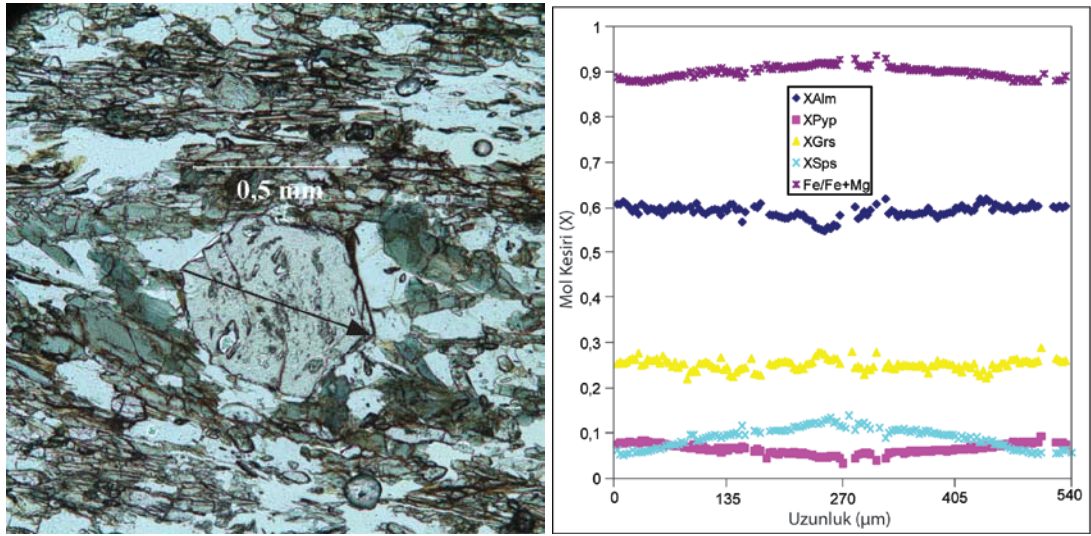 0,5 mm
Mol Kesiri (X)
1
0,9
0,8
0,7
0,6
0,5
0,4
0,3
0,2
0,1
0
XAlm
XPyp
XGrs
XSps
Fe/Fe+Mg
0 135 270 405 540
Uzunluk (µm)